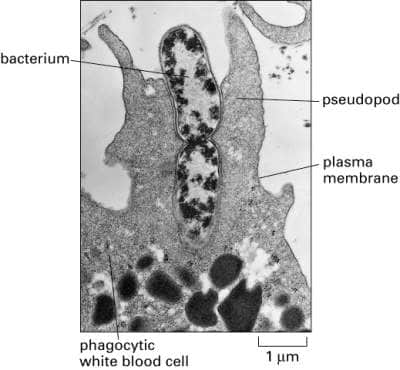 bacterium
pseudopod
plasma
membrane
phagocytic
white blood cell
1 µm